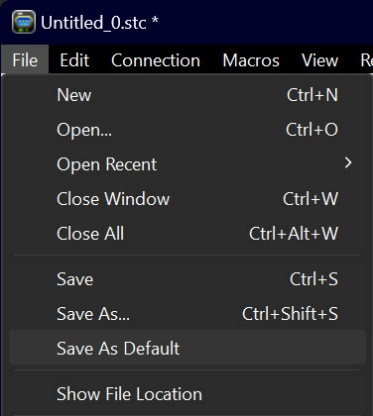 Untitled_0.stc *
File Edit Connection Macros View
New Ctrl+N
Open... Ctrl+O
Open Recent
Close Window Ctrl+W
Close All Ctrl+Alt+W
Save Ctrl+S
Save As... Ctrl+Shift+S
Save As Default
Show File Location